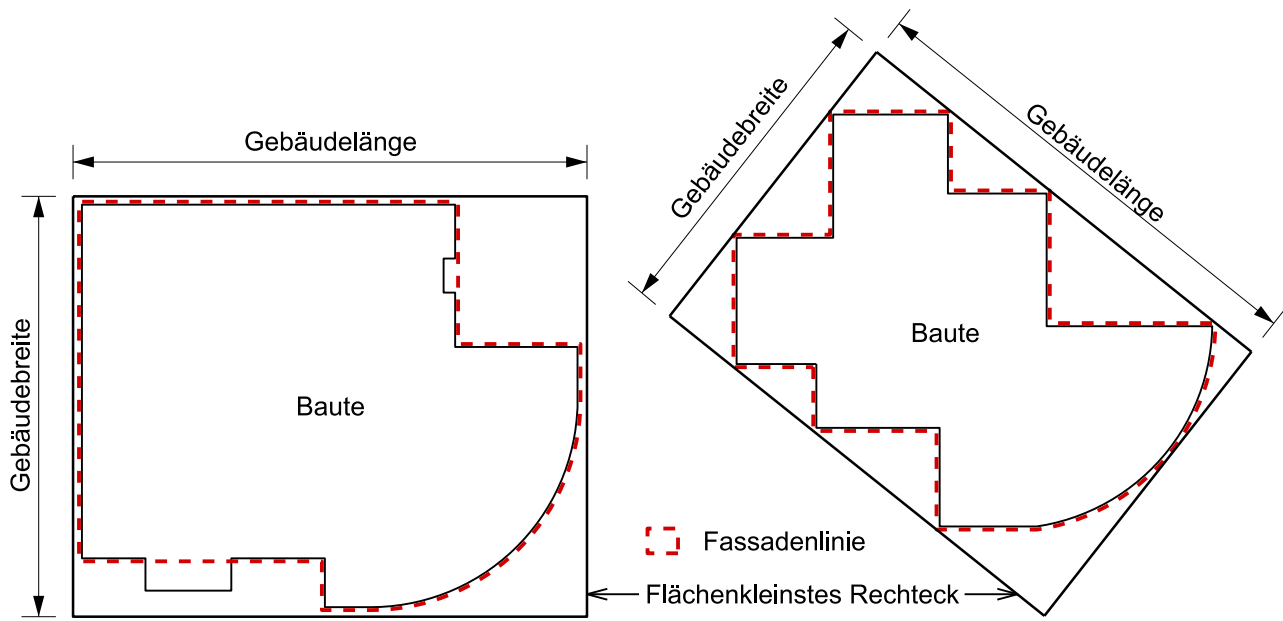 Gebäudelänge
Gebäudebreite
Baute
Gebäudebreite
Gebäudelänge
Baute
Fassadenlinie
Flächenkleinstes Rechteck